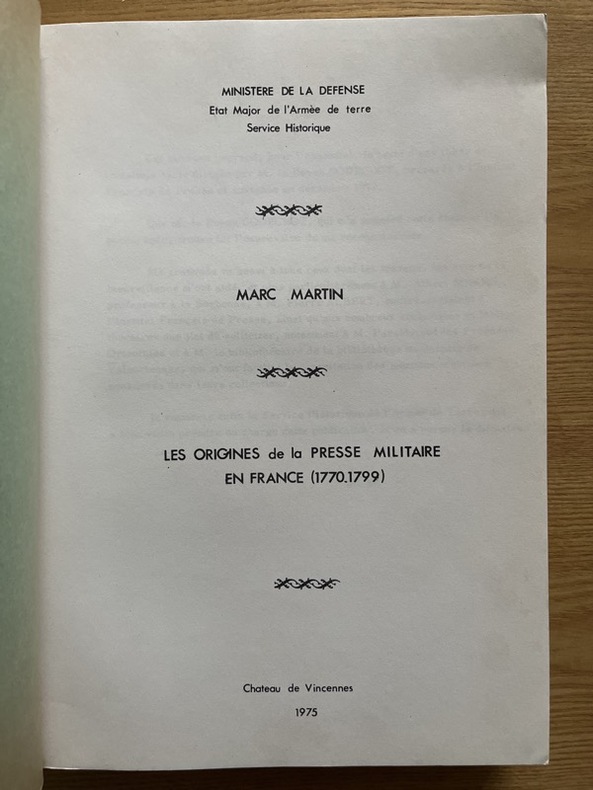 MINISTERE DE LA DEFENSE
Etat Major de l'Armèe de terre
Service Historique
MARC MARTIN
LES ORIGINES de la PRESSE MILITAIRE
EN FRANCE (1770.1799)
Chateau de Vincennes
1975